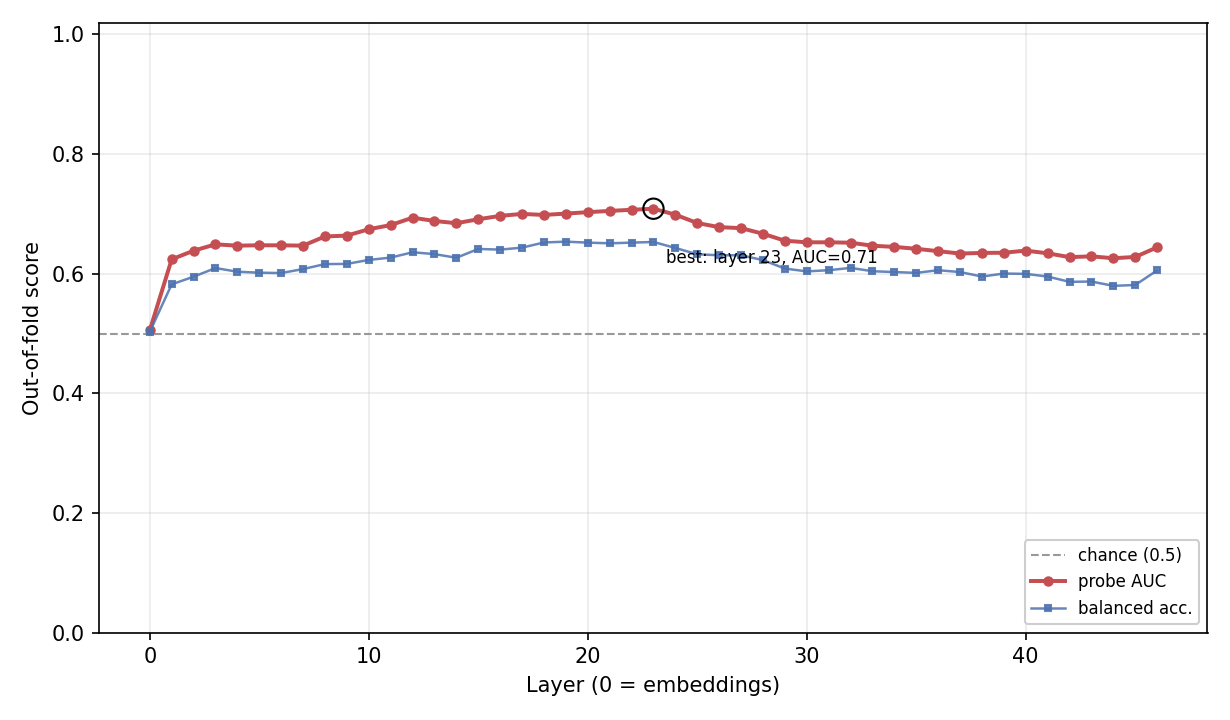 1.0
0.8
0.6
0.4
0.2
0.0
Out-of-fold score
best: layer 23, AUC=0.71
chance (0.5)
probe AUC
balanced acc.
0 10 20 30 40
Layer (0 = embeddings)